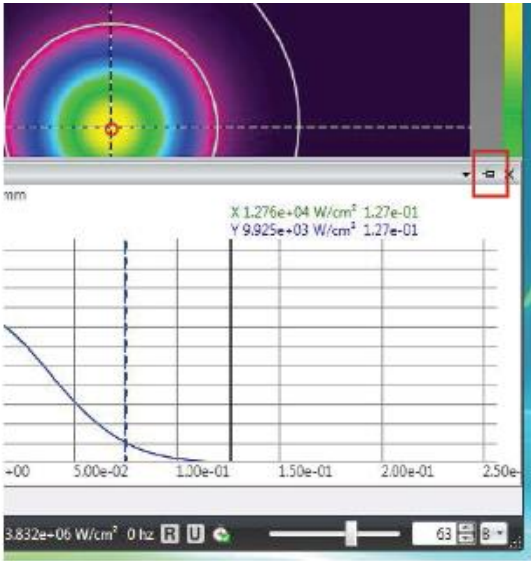 mm
X 1.276e+04 W/cm² 1.27e-01
Y 9.925e+03 W/cm² 1.27e-01
+00 5.00e-02 1.00e-01 1.50e-01 2.00e-01 2.50e-
3.832e+06 W/cm² 0 hz R U 63 B